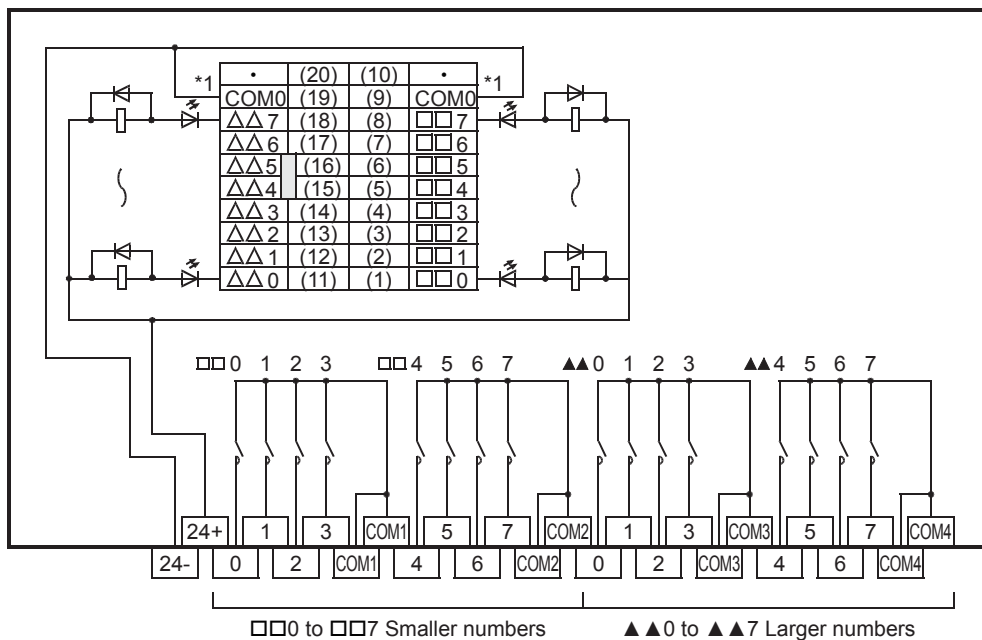 *1 • (20) (10) • *1
COM0 (19) (9) COM0
△△7 (18) (8) □□7
△△6 (17) (7) □□6
△△5 (16) (6) □□5
△△4 (15) (5) □□4
△△3 (14) (4) □□3
△△2 (13) (3) □□2
△△1 (12) (2) □□1
△△0 (11) (1) □□0
□□0 1 2 3 □□4 5 6 7 ▲▲0 1 2 3 ▲▲4 5 6 7
24+ 1 3 COM1 5 7 COM2 1 3 COM3 5 7 COM4
24- 0 2 COM1 4 6 COM2 0 2 COM3 4 6 COM4
□□0 to □□7 Smaller numbers ▲▲0 to ▲▲7 Larger numbers